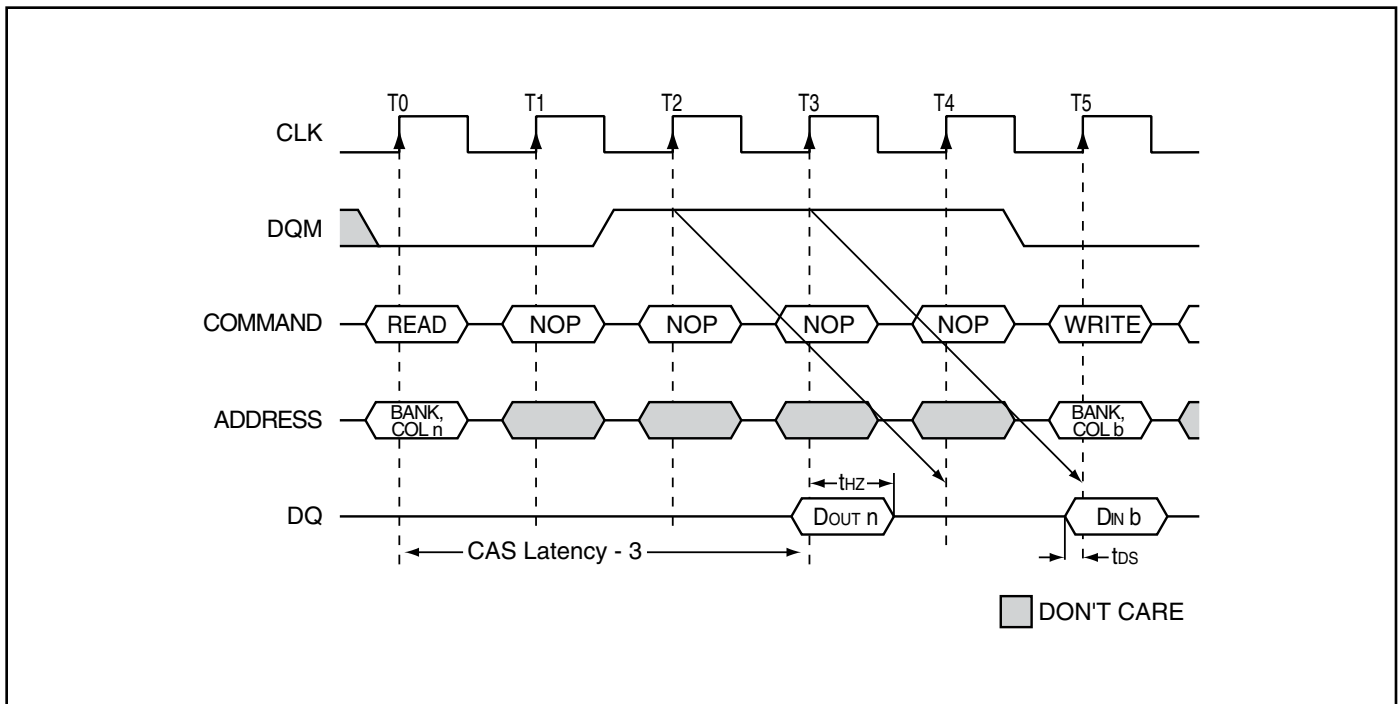 T0 T1 T2 T3 T4 T5
CLK
DQM
COMMAND READ NOP NOP NOP NOP WRITE
ADDRESS BANK, COL n BANK, COL b
tHZ
DQ DOUT n DIN b
CAS Latency - 3 tDS
DON'T CARE